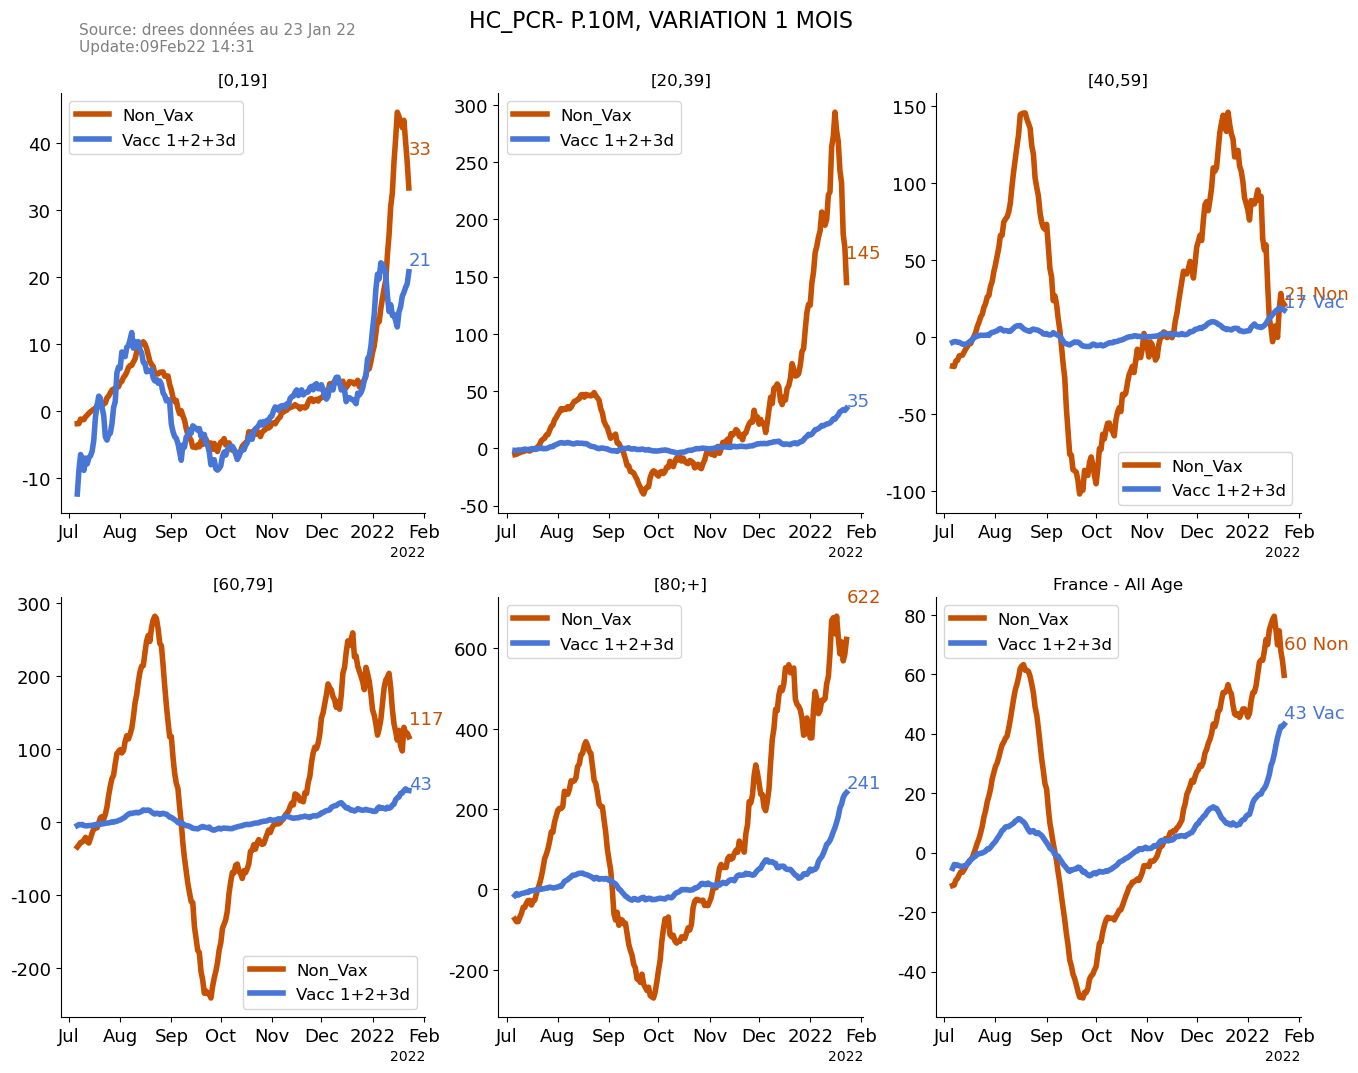 HC_PCR- P.10M, VARIATION 1 MOIS
Source: drees données au 23 Jan 22
Update:09Feb22 14:31
[0,19]
Non_Vax
Vacc 1+2+3d
33
21
40
30
20
10
0
-10
Jul Aug Sep Oct Nov Dec 2022 Feb
2022
[20,39]
Non_Vax
Vacc 1+2+3d
145
35
300
250
200
150
100
50
0
-50
Jul Aug Sep Oct Nov Dec 2022 Feb
2022
[40,59]
150
100
50
0
-50
-100
21 Non
17 Vac
Non_Vax
Vacc 1+2+3d
Jul Aug Sep Oct Nov Dec 2022 Feb
2022
[60,79]
300
200
100
0
-100
-200
117
43
Non_Vax
Vacc 1+2+3d
Jul Aug Sep Oct Nov Dec 2022 Feb
2022
[80;+]
Non_Vax
Vacc 1+2+3d
622
241
600
400
200
0
-200
Jul Aug Sep Oct Nov Dec 2022 Feb
2022
France - All Age
Non_Vax
Vacc 1+2+3d
60 Non
43 Vac
80
60
40
20
0
-20
-40
Jul Aug Sep Oct Nov Dec 2022 Feb
2022